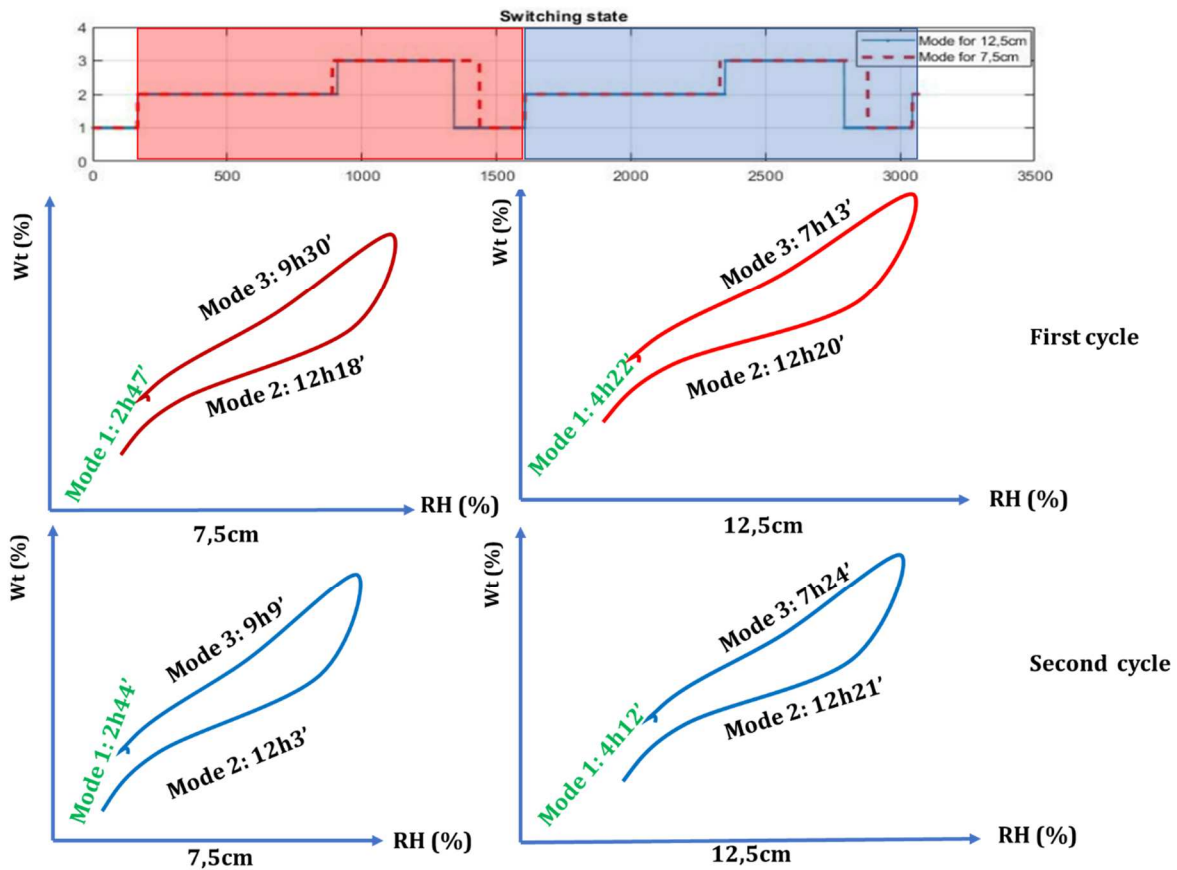 Switching state
4
3
2
1
0
Mode for 12,5cm
Mode for 7,5cm
0 500 1000 1500 2000 2500 3000 3500
Wt (%)
Mode 3: 9h30’
Mode 2: 12h18’
Mode 1: 2h47’
RH (%)
7,5cm
Wt (%)
Mode 3: 7h13’
Mode 2: 12h20’
Mode 1: 4h22’
RH (%)
12,5cm
First cycle
Wt (%)
Mode 3: 9h9’
Mode 2: 12h3’
Mode 1: 2h44’
RH (%)
7,5cm
Wt (%)
Mode 3: 7h24’
Mode 2: 12h21’
Mode 1: 4h12’
RH (%)
12,5cm
Second cycle